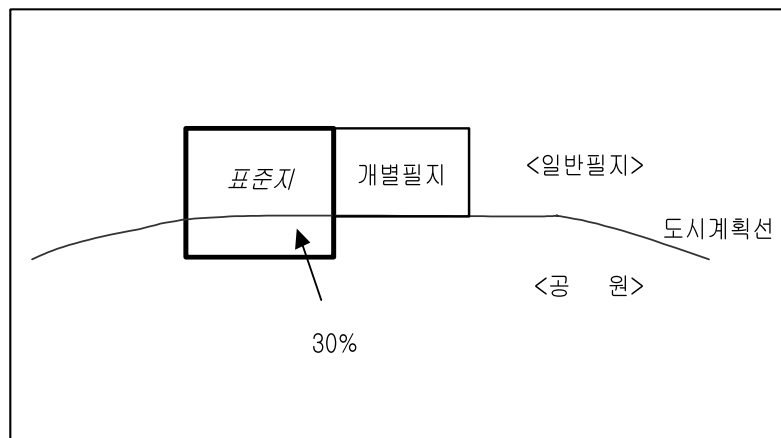 표준지
개별필지
<일반필지>
도시계획선
<공 원>
30%